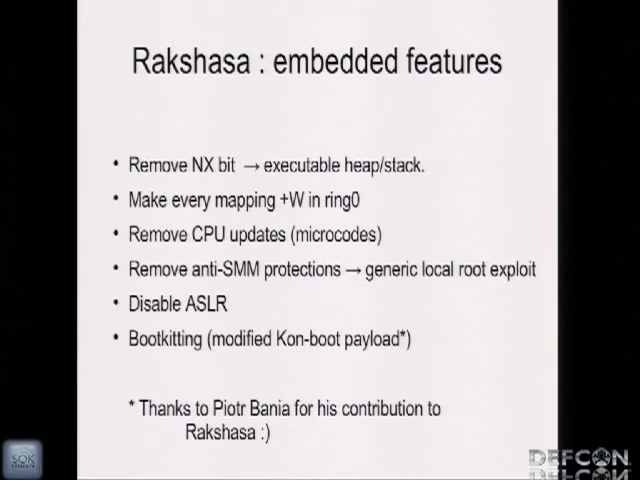 Rakshasa : embedded features
• Remove NX bit → executable heap/stack.
• Make every mapping +W in ring0
• Remove CPU updates (microcodes)
• Remove anti-SMM protections → generic local root exploit
• Disable ASLR
• Bootkitting (modified Kon-boot payload*)
* Thanks to Piotr Bania for his contribution to
Rakshasa :)
SOK
DEFCON